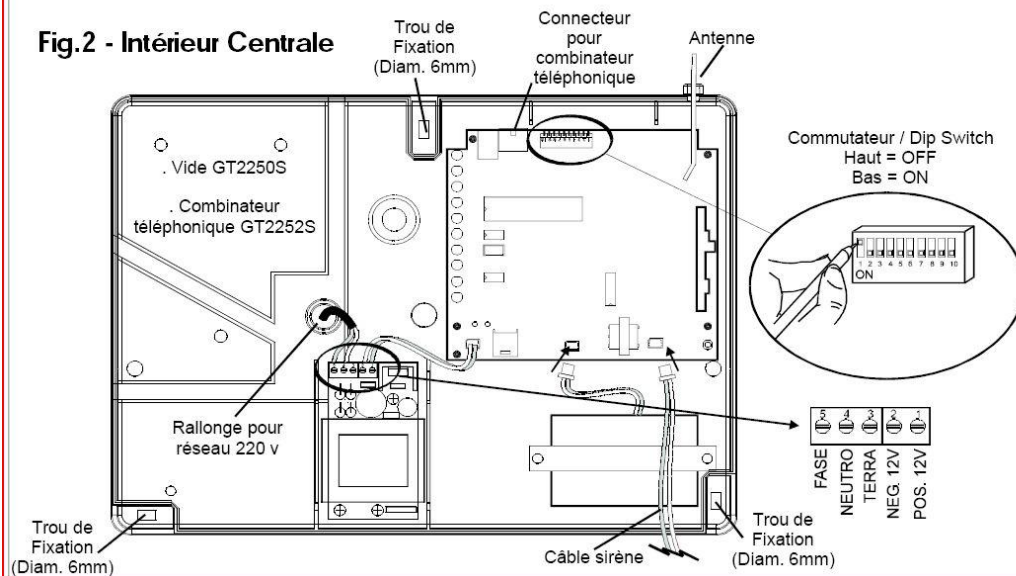 Fig.2 - Intérieur Centrale
Trou de
Fixation
(Diam. 6mm)
Connecteur
pour
combinateur
téléphonique
Antenne
Commutateur / Dip Switch
Haut = OFF
Bas = ON
. Vide GT2250S
. Combinateur
téléphonique GT2252S
1 2 3 4 5 6 7 8 9 10
ON
Rallonge pour
réseau 220 v
5 4 3 2 1
FASE
NEUTRO
TERRA
NEG. 12V
POS. 12V
Trou de
Fixation
(Diam. 6mm)
Câble sirène
Trou de
Fixation
(Diam. 6mm)